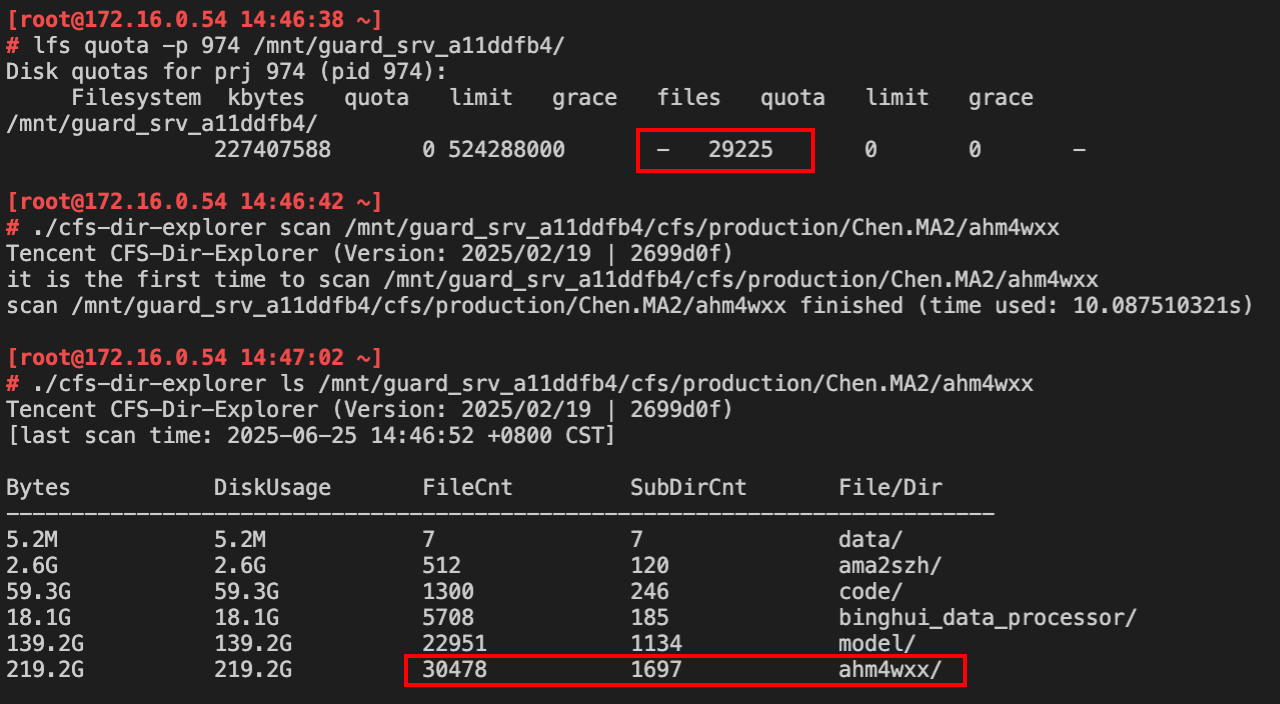 [root@172.16.0.54 14:46:38 ~]
# lfs quota -p 974 /mnt/guard_srv_a11ddfb4/
Disk quotas for prj 974 (pid 974):
     Filesystem  kbytes   quota   limit   grace   files   quota   limit   grace
/mnt/guard_srv_a11ddfb4/
                227407588       0 524288000       -   29225       0       0       -
[root@172.16.0.54 14:46:42 ~]
# ./cfs-dir-explorer scan /mnt/guard_srv_a11ddfb4/cfs/production/Chen.MA2/ahm4wxx
Tencent CFS-Dir-Explorer (Version: 2025/02/19 | 2699d0f)
it is the first time to scan /mnt/guard_srv_a11ddfb4/cfs/production/Chen.MA2/ahm4wxx
scan /mnt/guard_srv_a11ddfb4/cfs/production/Chen.MA2/ahm4wxx finished (time used: 10.087510321s)
[root@172.16.0.54 14:47:02 ~]
# ./cfs-dir-explorer ls /mnt/guard_srv_a11ddfb4/cfs/production/Chen.MA2/ahm4wxx
Tencent CFS-Dir-Explorer (Version: 2025/02/19 | 2699d0f)
[last scan time: 2025-06-25 14:46:52 +0800 CST]
Bytes           DiskUsage       FileCnt         SubDirCnt       File/Dir
----------------------------------------------------------------------------
5.2M            5.2M            7               7               data/
2.6G            2.6G            512             120             ama2szh/
59.3G           59.3G           1300            246             code/
18.1G           18.1G           5708            185             binghui_data_processor/
139.2G          139.2G          22951           1134            model/
219.2G          219.2G          30478           1697            ahm4wxx/